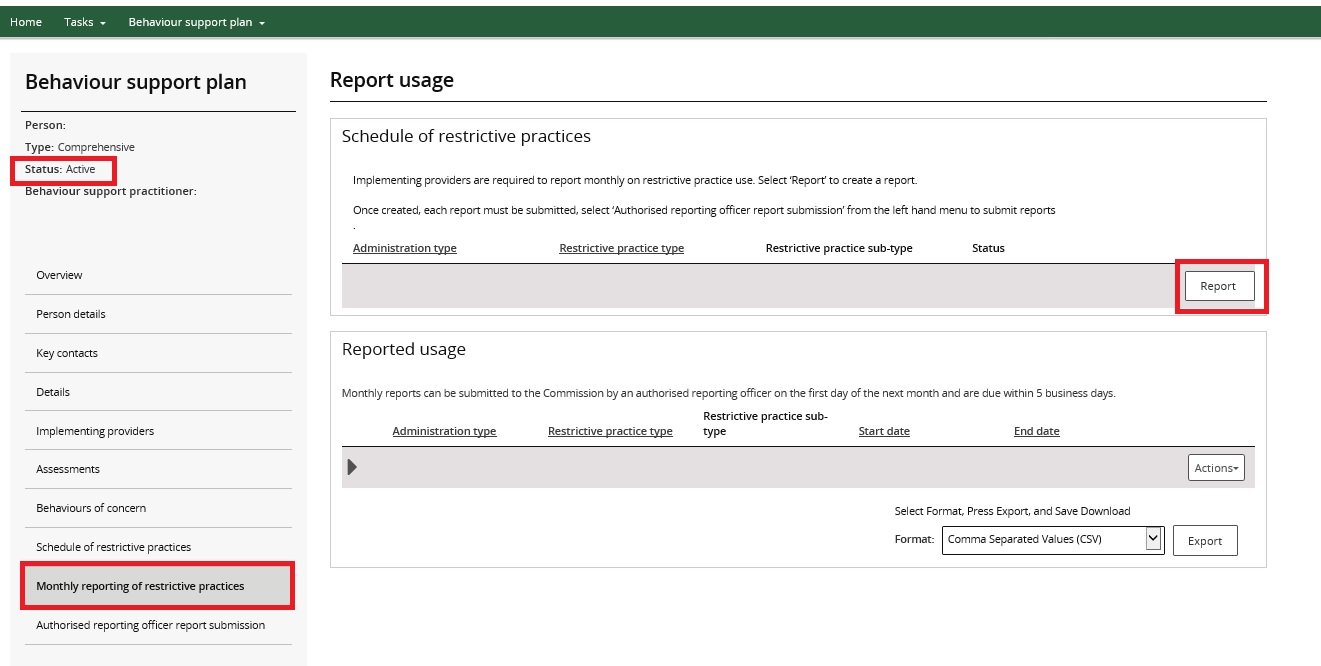 Home Tasks Behaviour support plan
Behaviour support plan
Person:
Type: Comprehensive
Status: Active
Behaviour support practitioner:
Overview
Person details
Key contacts
Details
Implementing providers
Assessments
Behaviours of concern
Schedule of restrictive practices
Monthly reporting of restrictive practices
Authorised reporting officer report submission
Report usage
Schedule of restrictive practices
Implementing providers are required to report monthly on restrictive practice use. Select ‘Report’ to create a report.
Once created, each report must be submitted, select ‘Authorised reporting officer report submission’ from the left hand menu to submit reports
.
Administration type Restrictive practice type Restrictive practice sub-type Status
Report
Reported usage
Monthly reports can be submitted to the Commission by an authorised reporting officer on the first day of the next month and are due within 5 business days.
Administration type Restrictive practice type Restrictive practice sub-
type Start date End date
Actions
Select Format, Press Export, and Save Download
Format: Comma Separated Values (CSV) Export